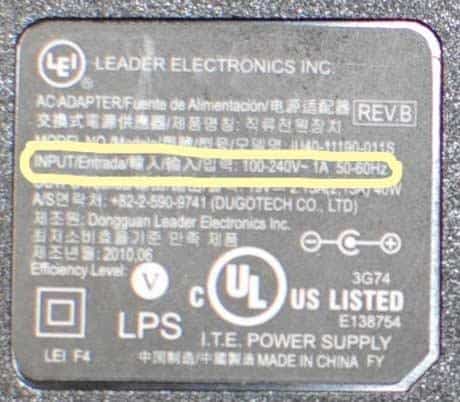 LEI
®
LEADER ELECTRONICS INC.
AC ADAPTER/Fuente de Alimentación/电源适配器
REV.B
交換式電源供應器/제품명칭: 직류전원장치
INPUT/Entrada/輸入/输入/입력: 100-240V~ 1A 50-60Hz
40W
A/S연락처: +82-2-590-9741 (DUGOTECH CO., LTD)
제조원: Dongguan Leader Electronics Inc.
최저소비효율기준 만족 제품
제조년월: 2010.06
Efficiency Level: V
C UL US LISTED
®
3G74
E138754
LPS
I.T.E. POWER SUPPLY
LEI F4
中国制造/中國製造 MADE IN CHINA FY